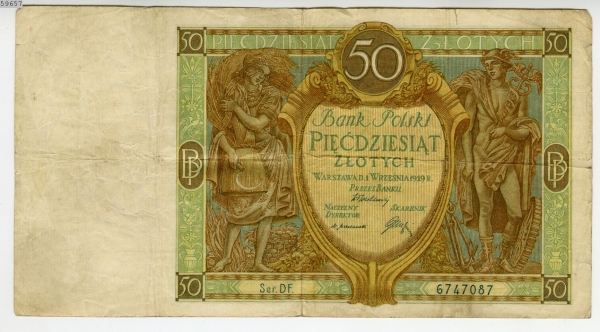 59657
50 PIĘĆDZIESIĄT 50 ZŁOTYCH 50
Bank Polski
PIĘĆDZIESIĄT
ZŁOTYCH
WARSZAWA D. 1 WRZEŚNIA 1929 R.
PREZES BANKU
NACZELNY
DYREKTOR
SKARBNIK
BP
BP
50 Ser. DF. 6747087 50